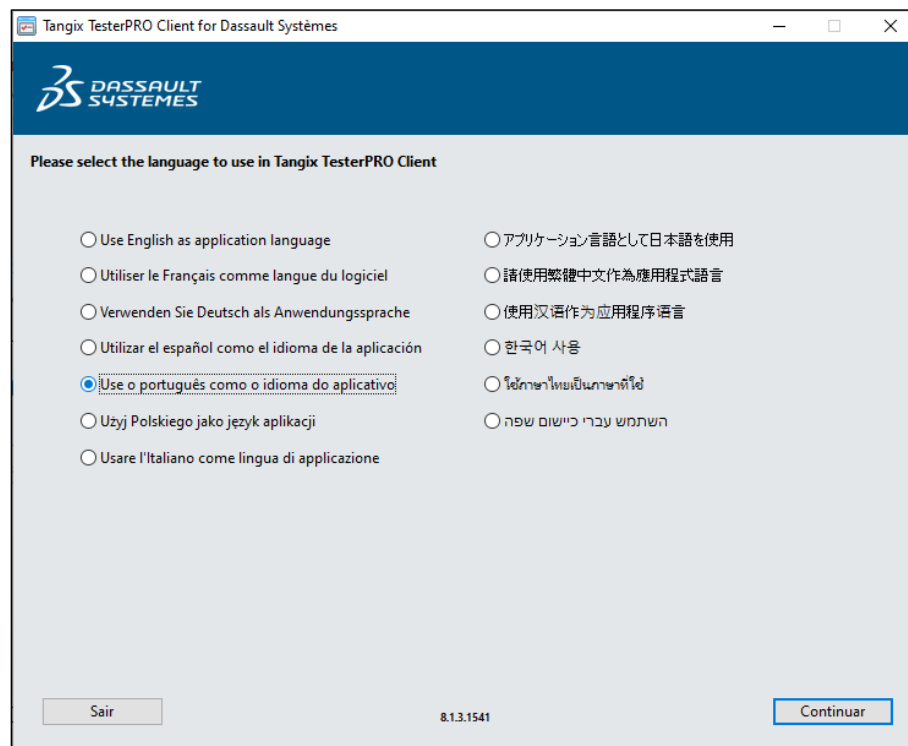 Tangix TesterPRO Client for Dassault Systèmes
DASSAULT
SYSTEMES
Please select the language to use in Tangix TesterPRO Client
Use English as application language
Utiliser le Français comme langue du logiciel
Verwenden Sie Deutsch als Anwendungssprache
Utilizar el español como el idioma de la aplicación
Use o português como o idioma do aplicativo
Użyj Polskiego jako język aplikacji
Usare l'Italiano come lingua di applicazione
アプリケーション言語として日本語を使用
請使用繁體中文作為應用程式語言
使用汉语作为应用程序语言
한국어 사용
ใช้ภาษาไทยเป็นภาษาที่ใช้
השתמש עברי כיישום שפה
Sair
8.1.3.1541
Continuar